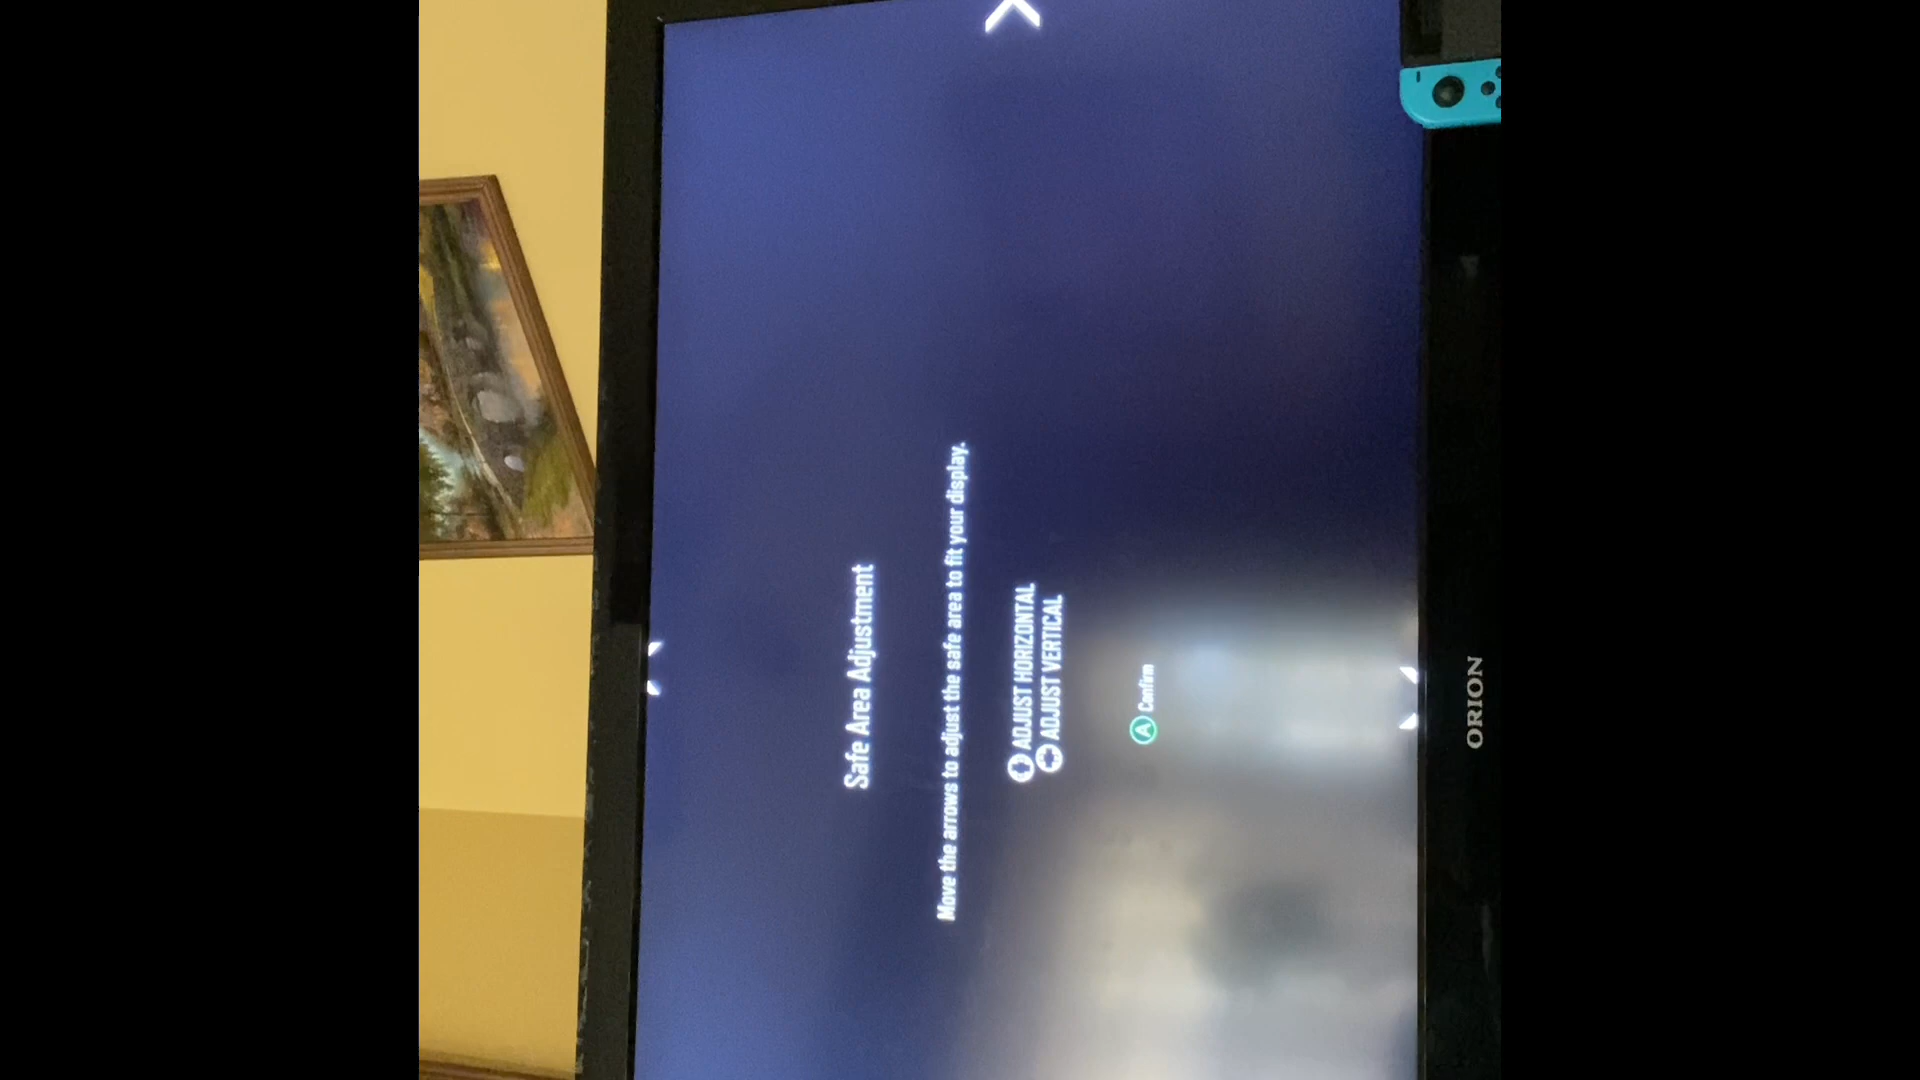 Safe Area Adjustment
Move the arrows to adjust the safe area to fit your display.
ADJUST HORIZONTAL
ADJUST VERTICAL
A Confirm
ORION